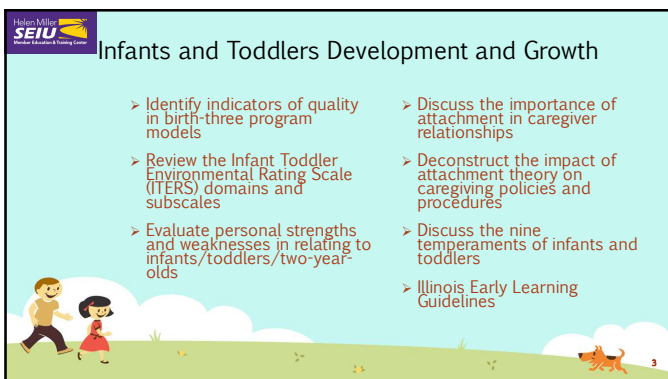 Helen Miller
SEIU
Member Education & Training Center
Infants and Toddlers Development and Growth
➢ Identify indicators of quality
in birth-three program
models
➢ Review the Infant Toddler
Environmental Rating Scale
(ITERS) domains and
subscales
➢ Evaluate personal strengths
and weaknesses in relating to
infants/toddlers/two-year-
olds
➢ Discuss the importance of
attachment in caregiver
relationships
➢ Deconstruct the impact of
attachment theory on
caregiving policies and
procedures
➢ Discuss the nine
temperaments of infants and
toddlers
➢ Illinois Early Learning
Guidelines
3